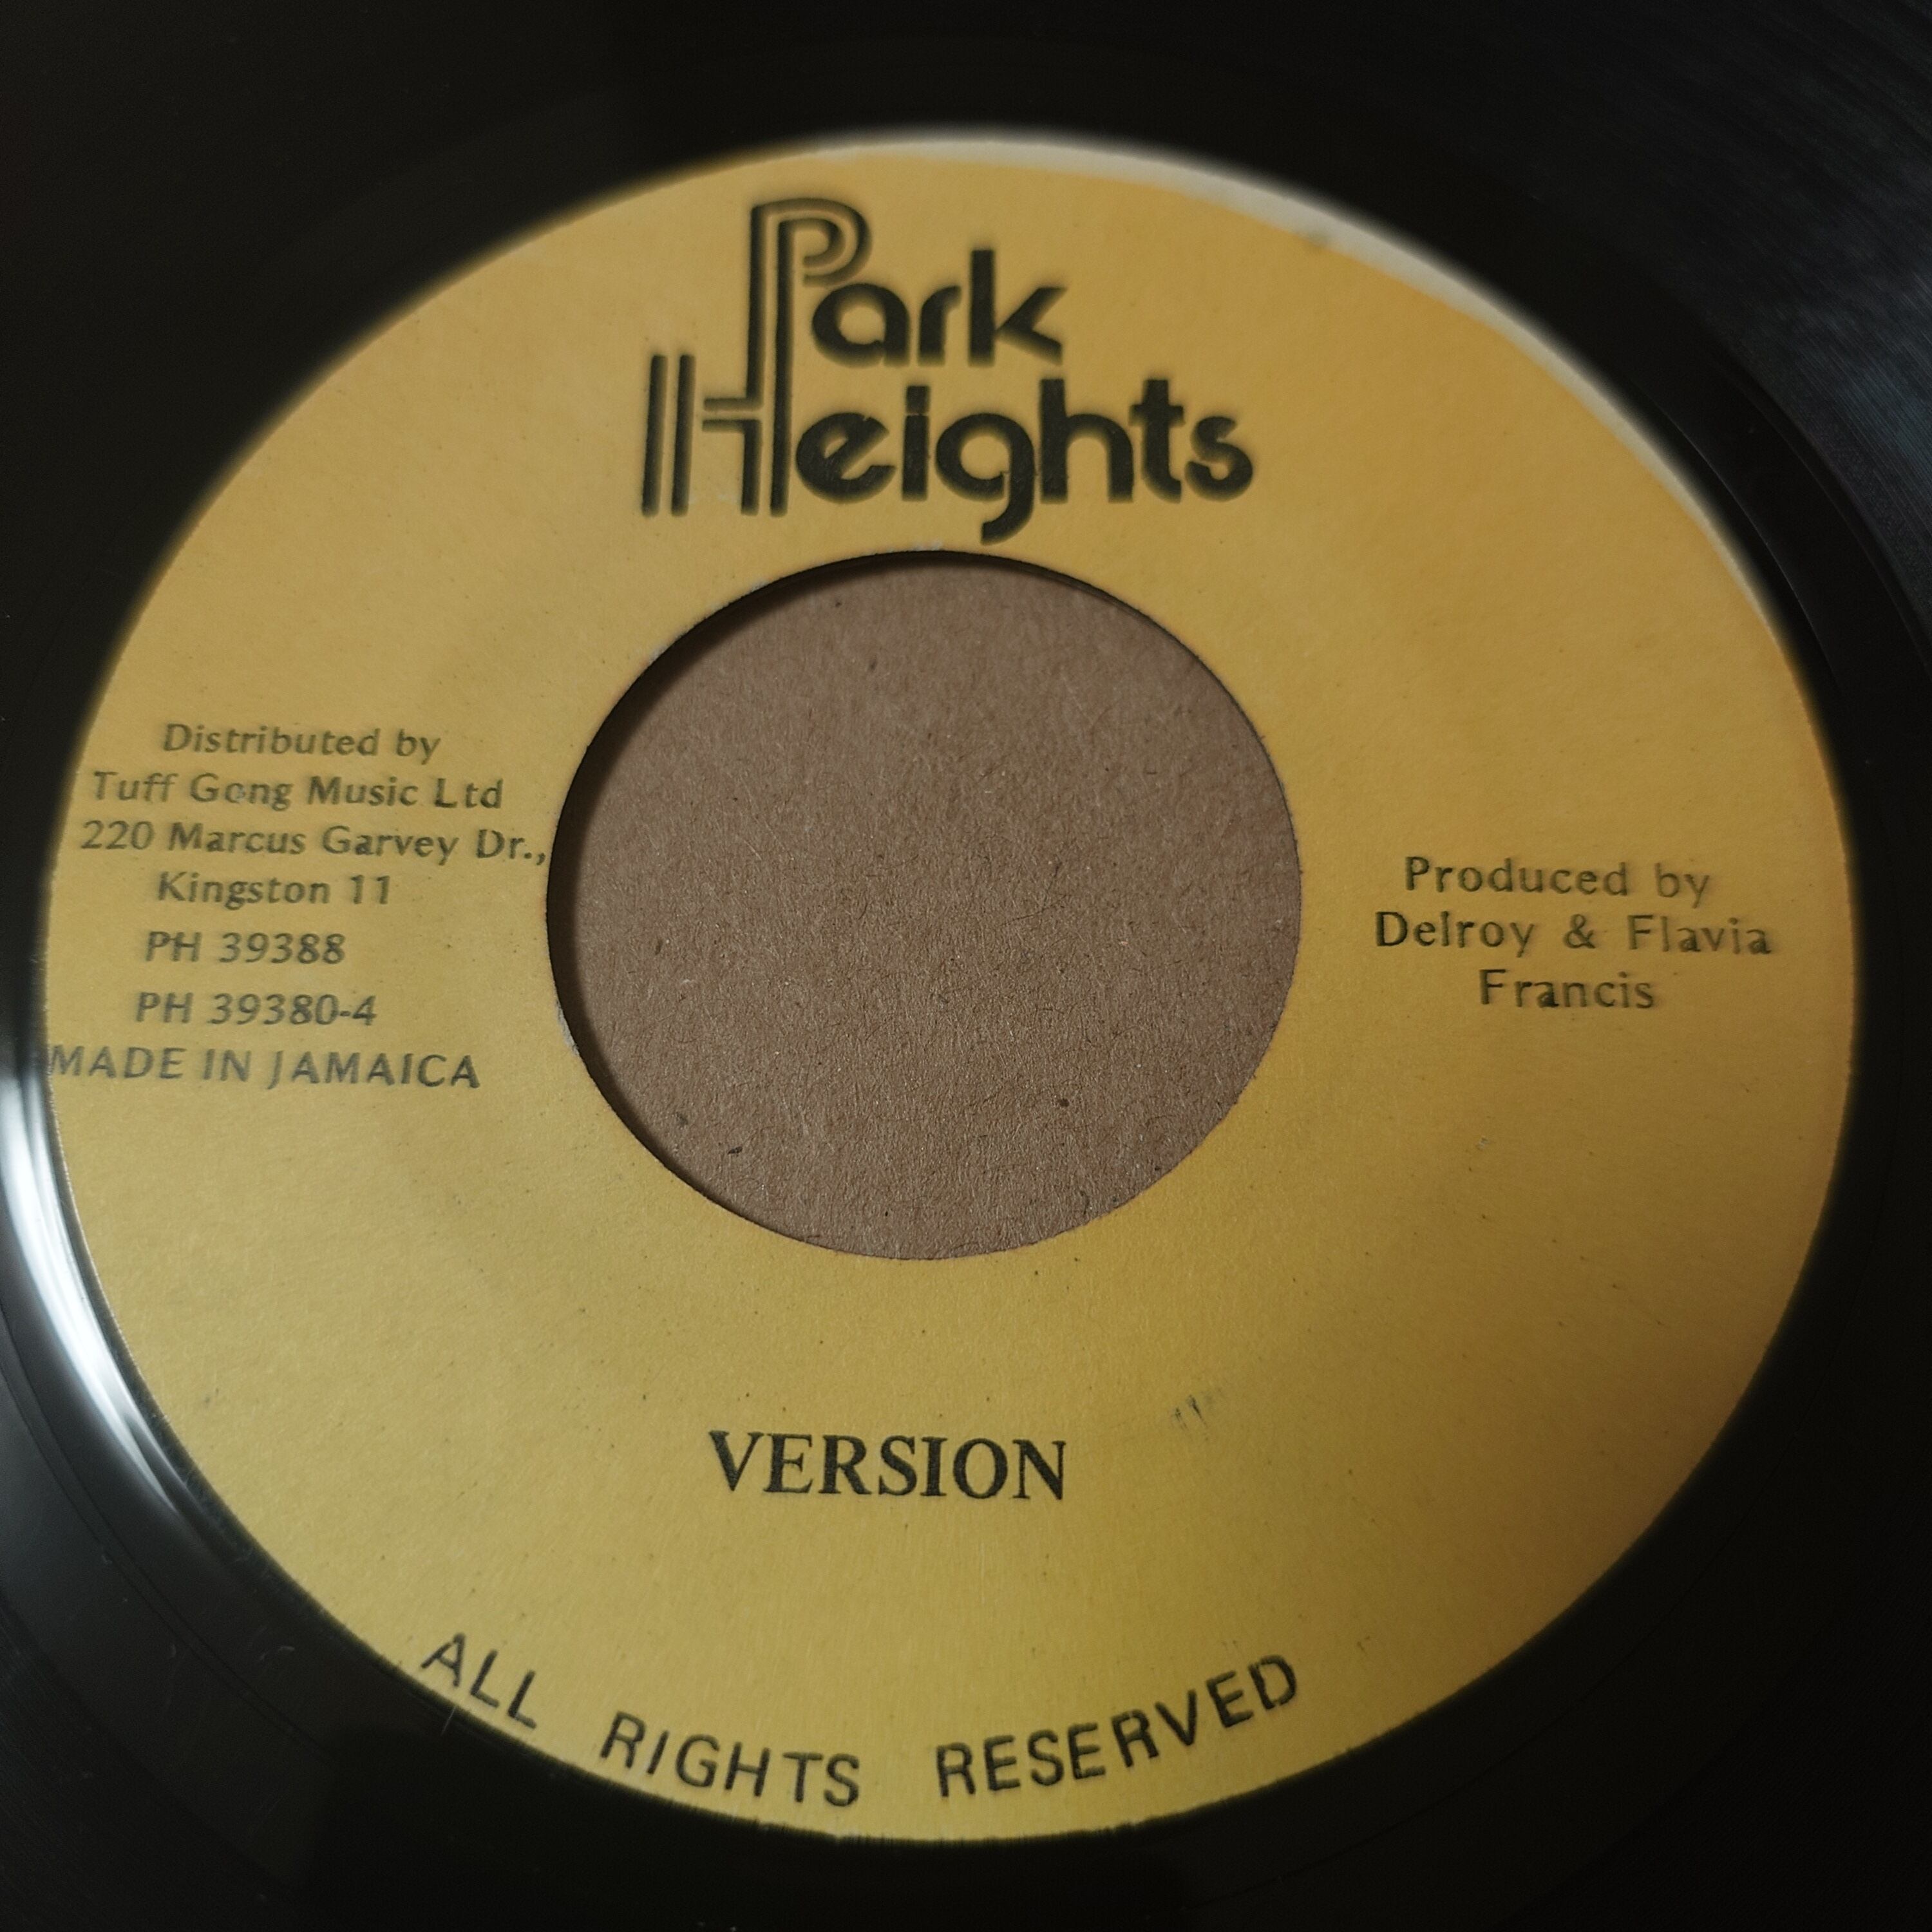 Park
Heights
Distributed by
Tuff Gong Music Ltd
220 Marcus Garvey Dr.,
Kingston 11
PH 39388
PH 39380-4
MADE IN JAMAICA
Produced by
Delroy & Flavia
Francis
VERSION
ALL RIGHTS RESERVED